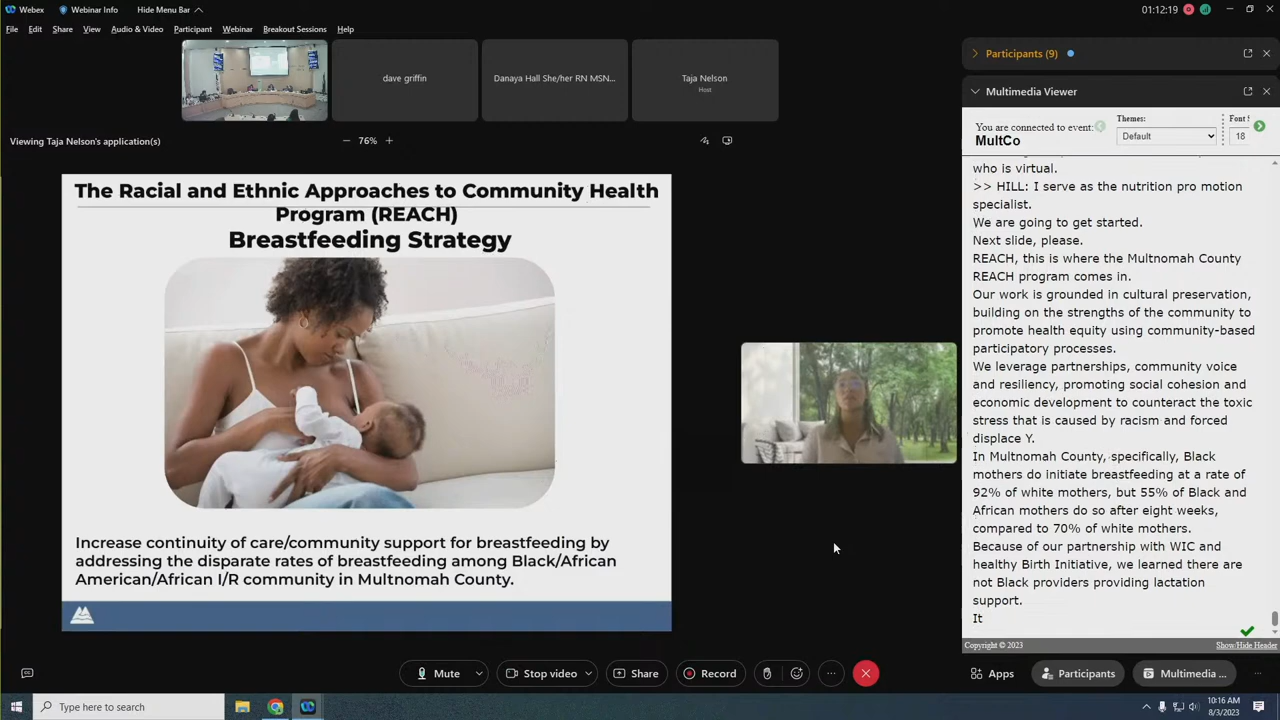 Webex
Webinar Info
Hide Menu Bar
01:12:19
File Edit Share View Audio & Video Participant Webinar Breakout Sessions Help
dave griffin
Danaya Hall She/her RN MSN...
Taja Nelson
Host
Viewing Taja Nelson's application(s)
76%
The Racial and Ethnic Approaches to Community Health
Program (REACH)
Breastfeeding Strategy
Increase continuity of care/community support for breastfeeding by
addressing the disparate rates of breastfeeding among Black/African
American/African I/R community in Multnomah County.
Participants (9)
Multimedia Viewer
You are connected to event:
MultCo
Themes:
Default
Font S
18
who is virtual.
>> HILL: I serve as the nutrition pro motion
specialist.
We are going to get started.
Next slide, please.
REACH, this is where the Multnomah County
REACH program comes in.
Our work is grounded in cultural preservation,
building on the strengths of the community to
promote health equity using community-based
participatory processes.
We leverage partnerships, community voice
and resiliency, promoting social cohesion and
economic development to counteract the toxic
stress that is caused by racism and forced
displace Y.
In Multnomah County, specifically, Black
mothers do initiate breastfeeding at a rate of
92% of white mothers, but 55% of Black and
African mothers do so after eight weeks,
compared to 70% of white mothers.
Because of our partnership with WIC and
healthy Birth Initiative, we learned there are
not Black providers providing lactation
support.
It
Copyright © 2023
Show/Hide Header
Mute
Stop video
Share
Record
Apps
Participants
Multimedia ...
Type here to search
10:16 AM
8/3/2023